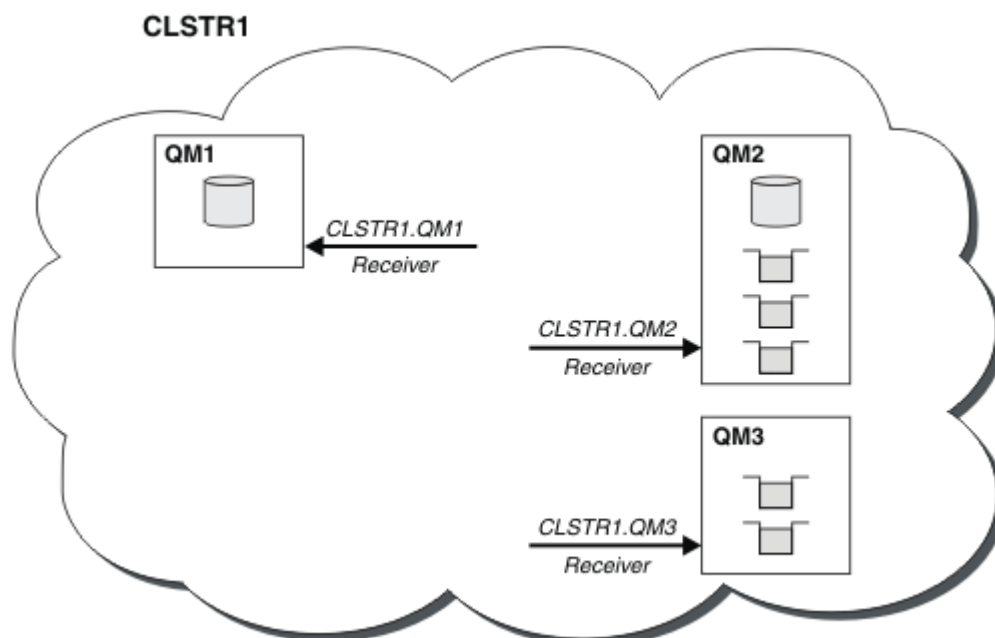 CLSTR1
QM1
CLSTR1.QM1
Receiver
QM2
CLSTR1.QM2
Receiver
QM3
CLSTR1.QM3
Receiver